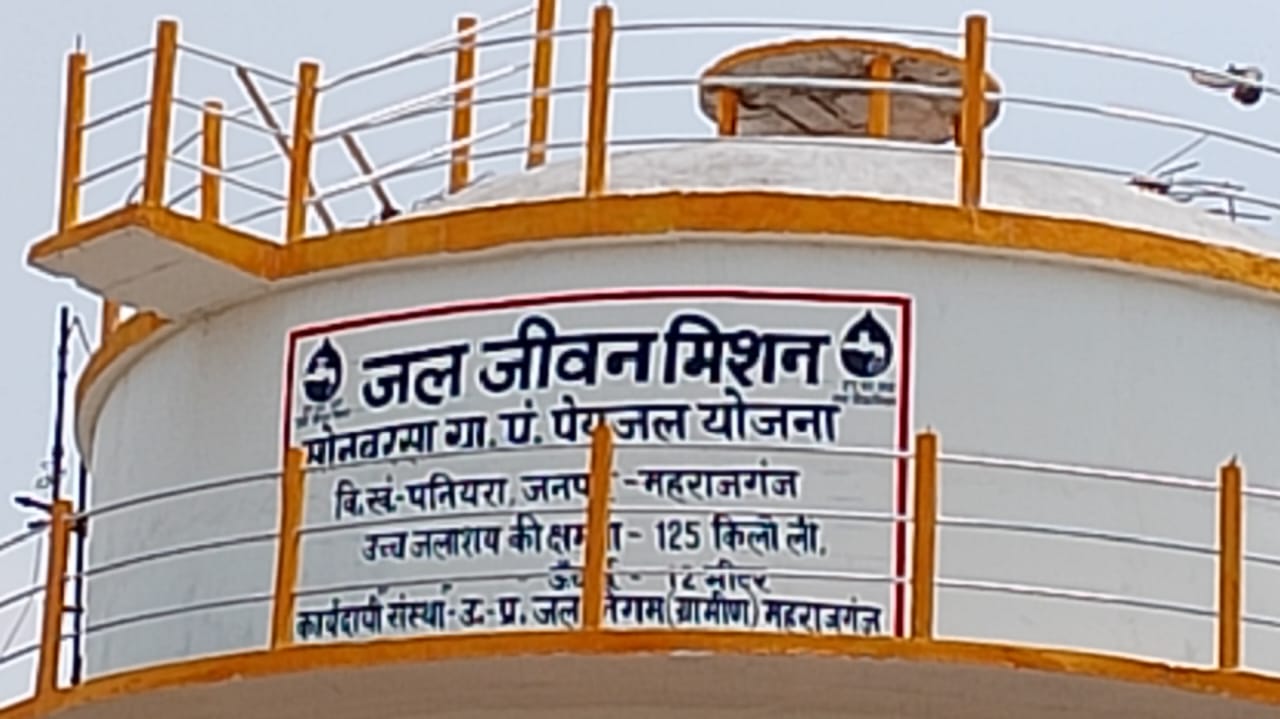 जल जीवन मिशन
सोनवरसा ग्रा. पं. पेयजल योजना
वि.खं.-पनियरा, जनपद -महराजगंज
उच्च जलाशय की क्षमता - 125 किलो ली.
- 12 मीटर
कार्यदायी संस्था-उ.-प्र. जल निगम (ग्रामीण) महराजगंज